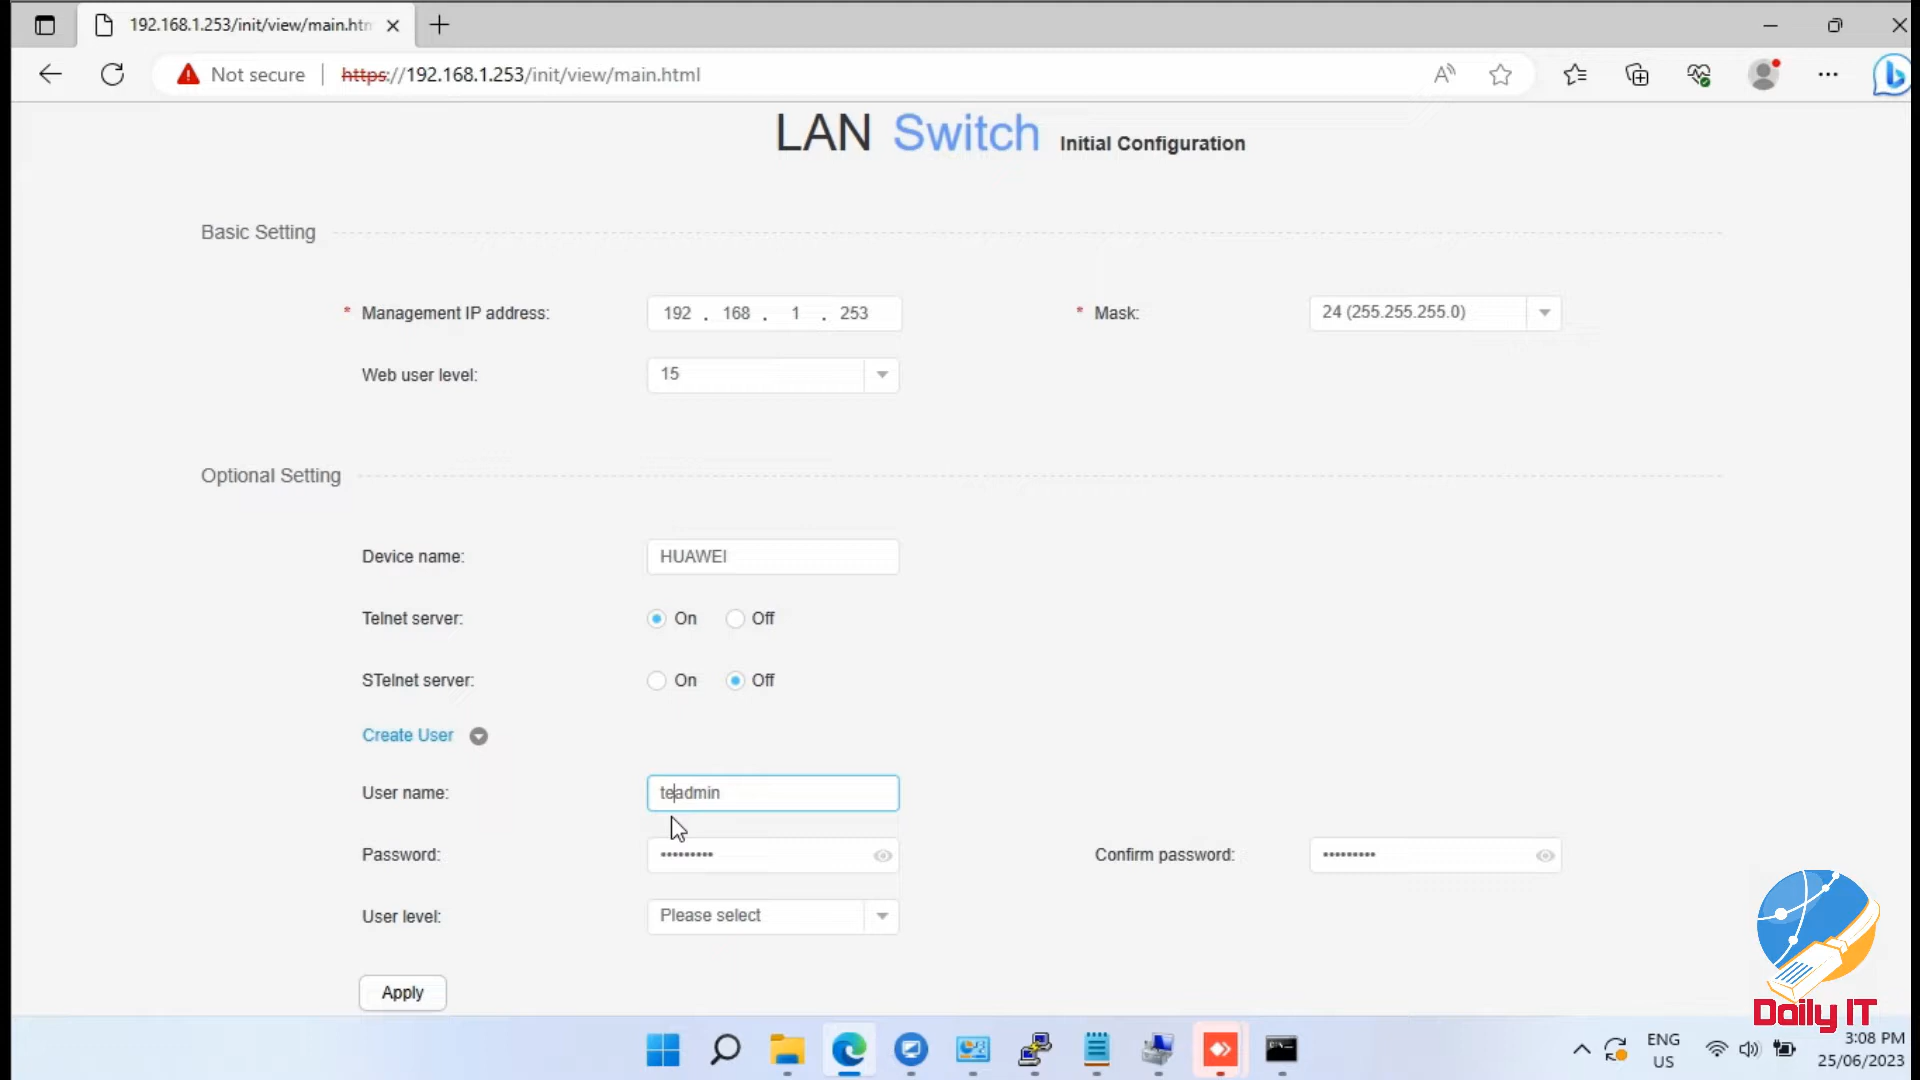 192.168.1.253/init/view/main.htm
Not secure https://192.168.1.253/init/view/main.html
LAN Switch Initial Configuration
Basic Setting
* Management IP address: 192 . 168 . 1 . 253 * Mask: 24 (255.255.255.0)
Web user level: 15
Optional Setting
Device name: HUAWEI
Telnet server: On Off
STelnet server: On Off
Create User
User name: teadmin
Password: ••••••••• Confirm password: •••••••••
User level: Please select
Apply
Daily IT
ENG
US
3:08 PM
25/06/2023